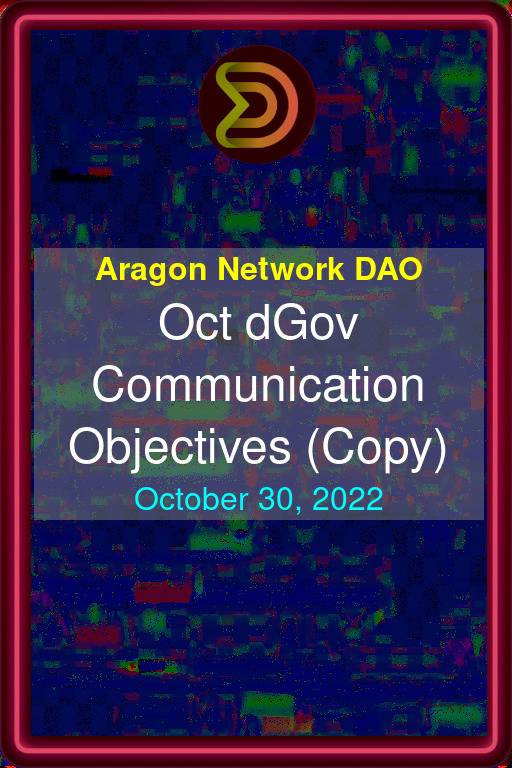 Aragon Network DAO
Oct dGov
Communication
Objectives (Copy)
October 30, 2022